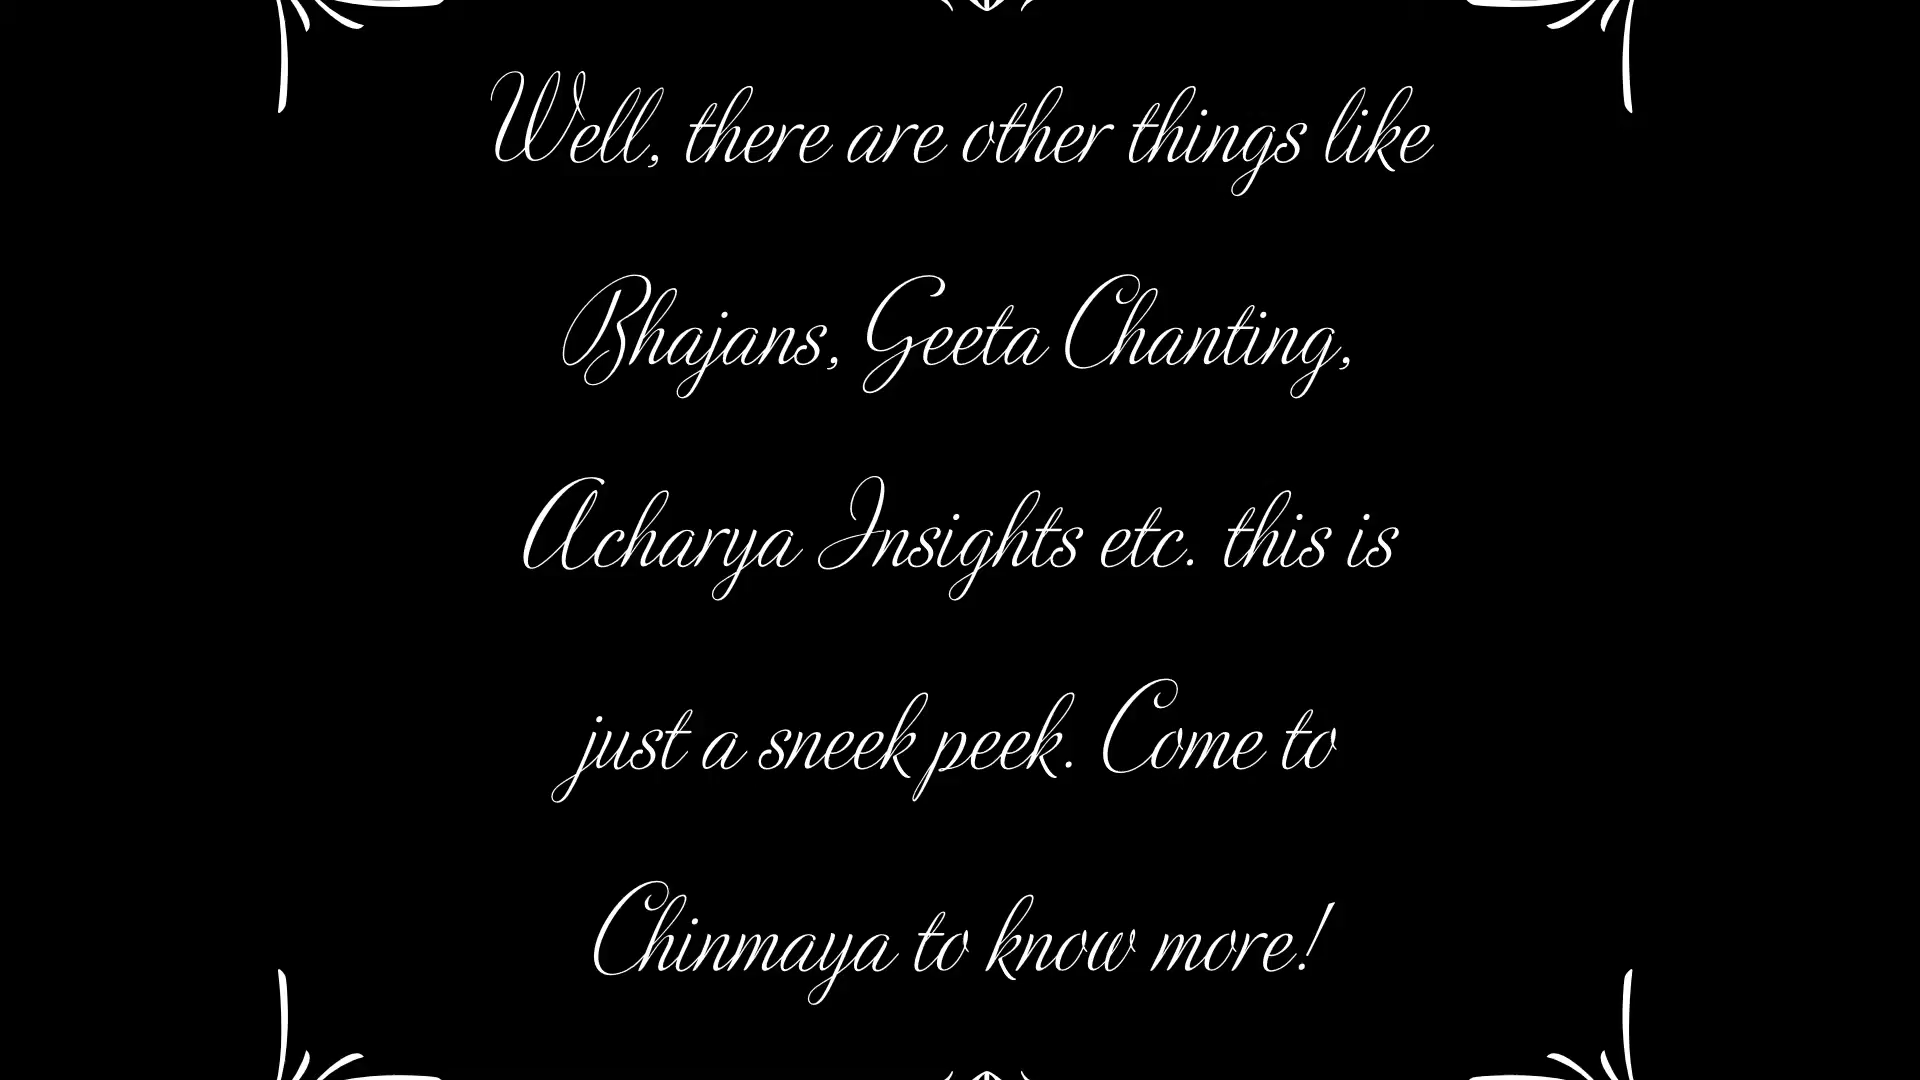 Well, there are other things like
Bhajans, Geeta Chanting,
Acharya Insights etc. this is
just a sneek peek. Come to
Chinmaya to know more!